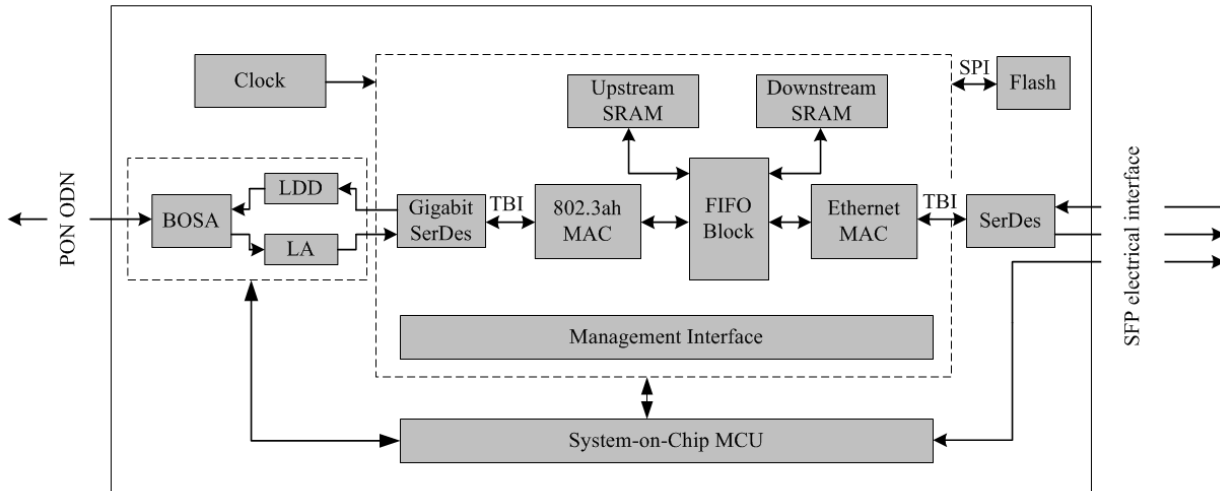 Clock
Upstream
SRAM
Downstream
SRAM
SPI
Flash
PON ODN
BOSA
LDD
LA
Gigabit
SerDes
TBI
802.3ah
MAC
FIFO
Block
Ethernet
MAC
TBI
SerDes
SFP electrical interface
Management Interface
System-on-Chip MCU